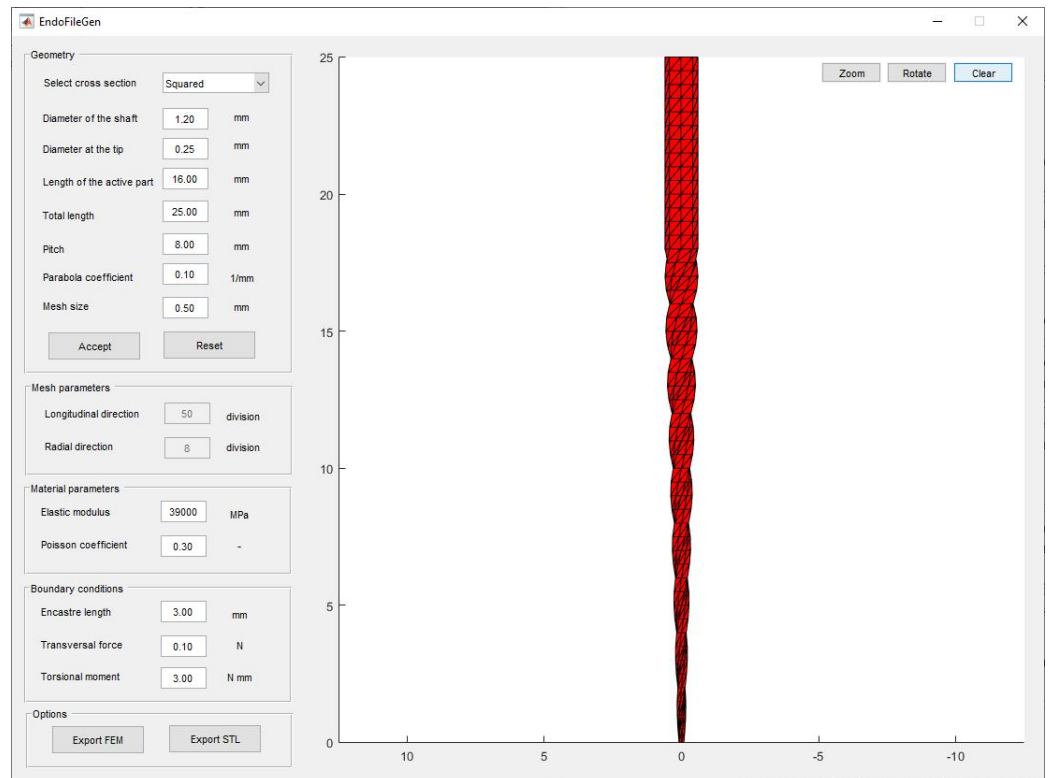 EndoFileGen
Geometry
Select cross section Squared
Diameter of the shaft 1.20 mm
Diameter at the tip 0.25 mm
Length of the active part 16.00 mm
Total length 25.00 mm
Pitch 8.00 mm
Parabola coefficient 0.10 1/mm
Mesh size 0.50 mm
Accept Reset
Mesh parameters
Longitudinal direction 50 division
Radial direction 8 division
Material parameters
Elastic modulus 39000 MPa
Poisson coefficient 0.30 -
Boundary conditions
Encastre length 3.00 mm
Transversal force 0.10 N
Torsional moment 3.00 N mm
Options
Export FEM Export STL
Zoom Rotate Clear
25
20
15
10
5
0
10 5 0 -5 -10